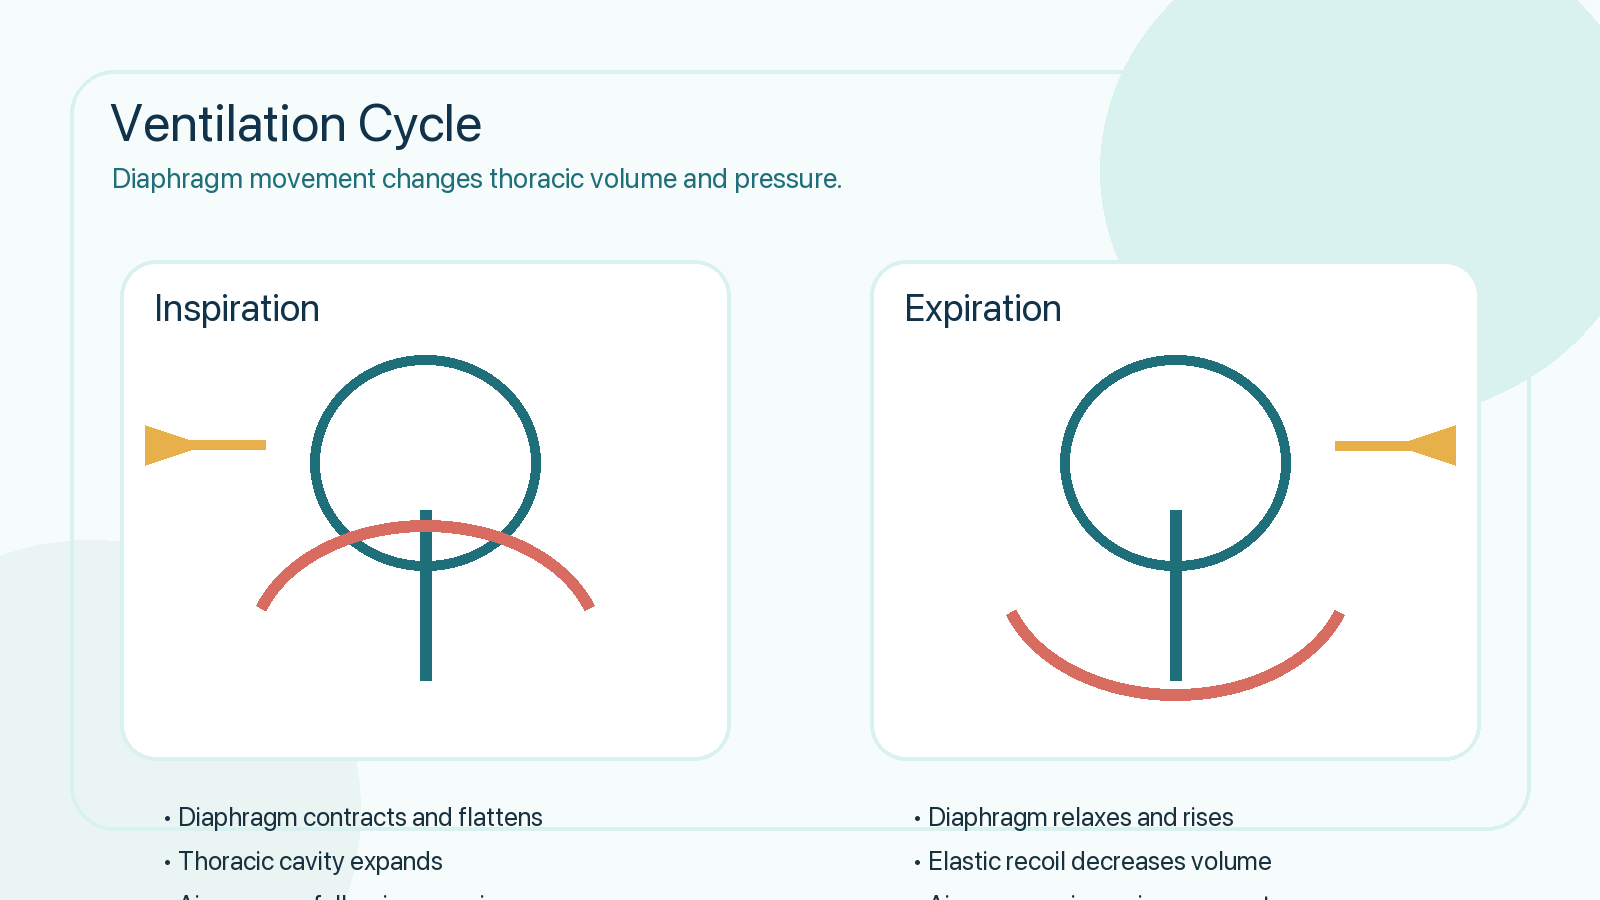 Ventilation Cycle
Diaphragm movement changes thoracic volume and pressure.
Inspiration
Expiration
• Diaphragm contracts and flattens
• Thoracic cavity expands
• Diaphragm relaxes and rises
• Elastic recoil decreases volume